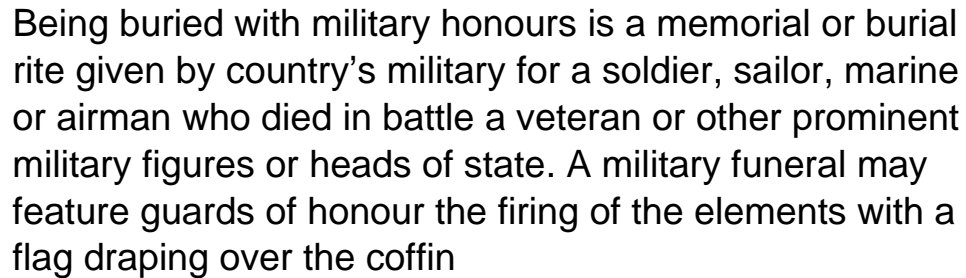 Being buried with military honours is a memorial or burial
rite given by country’s military for a soldier, sailor, marine
or airman who died in battle a veteran or other prominent
military figures or heads of state. A military funeral may
feature guards of honour the firing of the elements with a
flag draping over the coffin